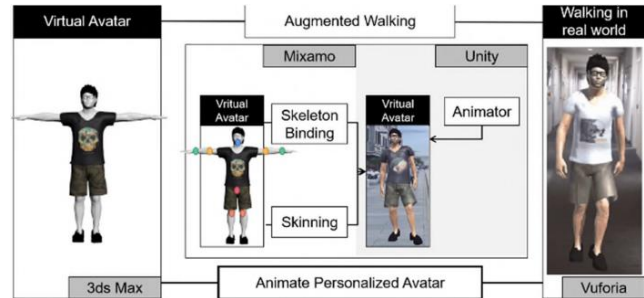 Virtual Avatar
Augmented Walking
Walking in
real world
Mixamo
Unity
Vritual
Avatar
Skeleton
Binding
Virtual
Avatar
Animator
Skinning
3ds Max
Animate Personalized Avatar
Vuforia